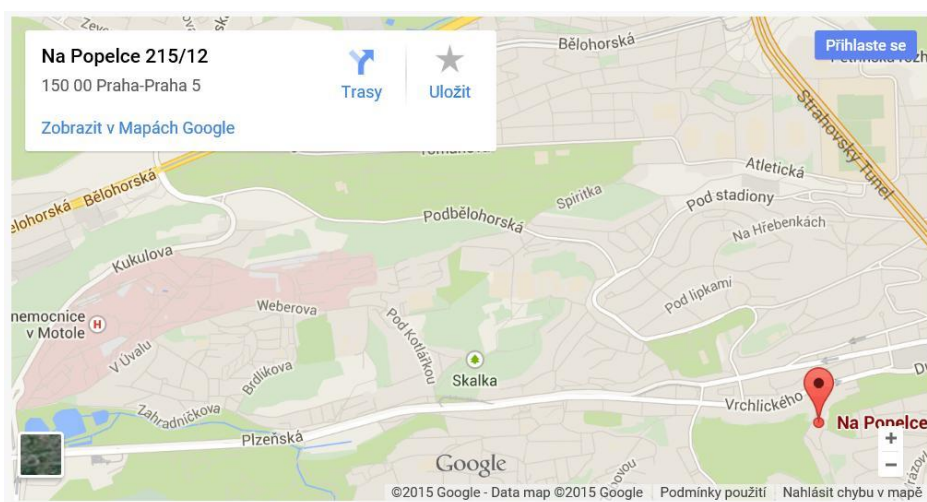 Na Popelce 215/12
150 00 Praha-Praha 5
Zobrazit v Mapách Google
Trasy
Uložit
Přihlaste se
Bělohorská
Strahovský Tunel
Atletická
Pod stadiony
Na Hřebenkách
Spiritka
Podbělohorská
Bělohorská
Kukulova
Weberova
nemocnice
v Motole
H
V Úvalu
Brdlíkova
Pod Kotlářkou
Pod lipkami
Skalka
Zahradníčkova
Plzeňská
Vrchlického
Na Popelce
+
−
Google
©2015 Google - Data map ©2015 Google
Podmínky použití
Nahlásit chybu v mapě